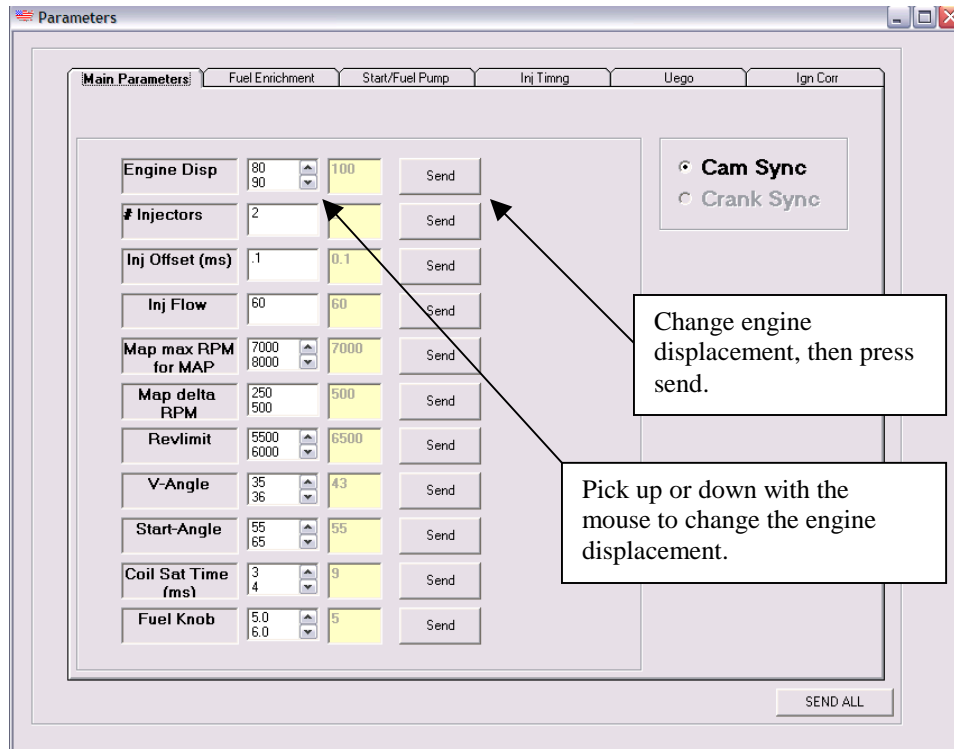 Parameters
Main Parameters
Fuel Enrichment
Start/Fuel Pump
Inj Timng
Uego
Ign Corr
Engine Disp
80
90
100
Send
# Injectors
2
Send
Inj Offset (ms)
.1
0.1
Send
Inj Flow
60
60
Send
Map max RPM
for MAP
7000
8000
7000
Send
Map delta
RPM
250
500
500
Send
Revlimit
5500
6000
6500
Send
V-Angle
35
36
43
Send
Start-Angle
55
65
55
Send
Coil Sat Time
(ms)
3
4
9
Send
Fuel Knob
5.0
6.0
5
Send
Cam Sync
Crank Sync
Change engine
displacement, then press
send.
Pick up or down with the
mouse to change the engine
displacement.
SEND ALL